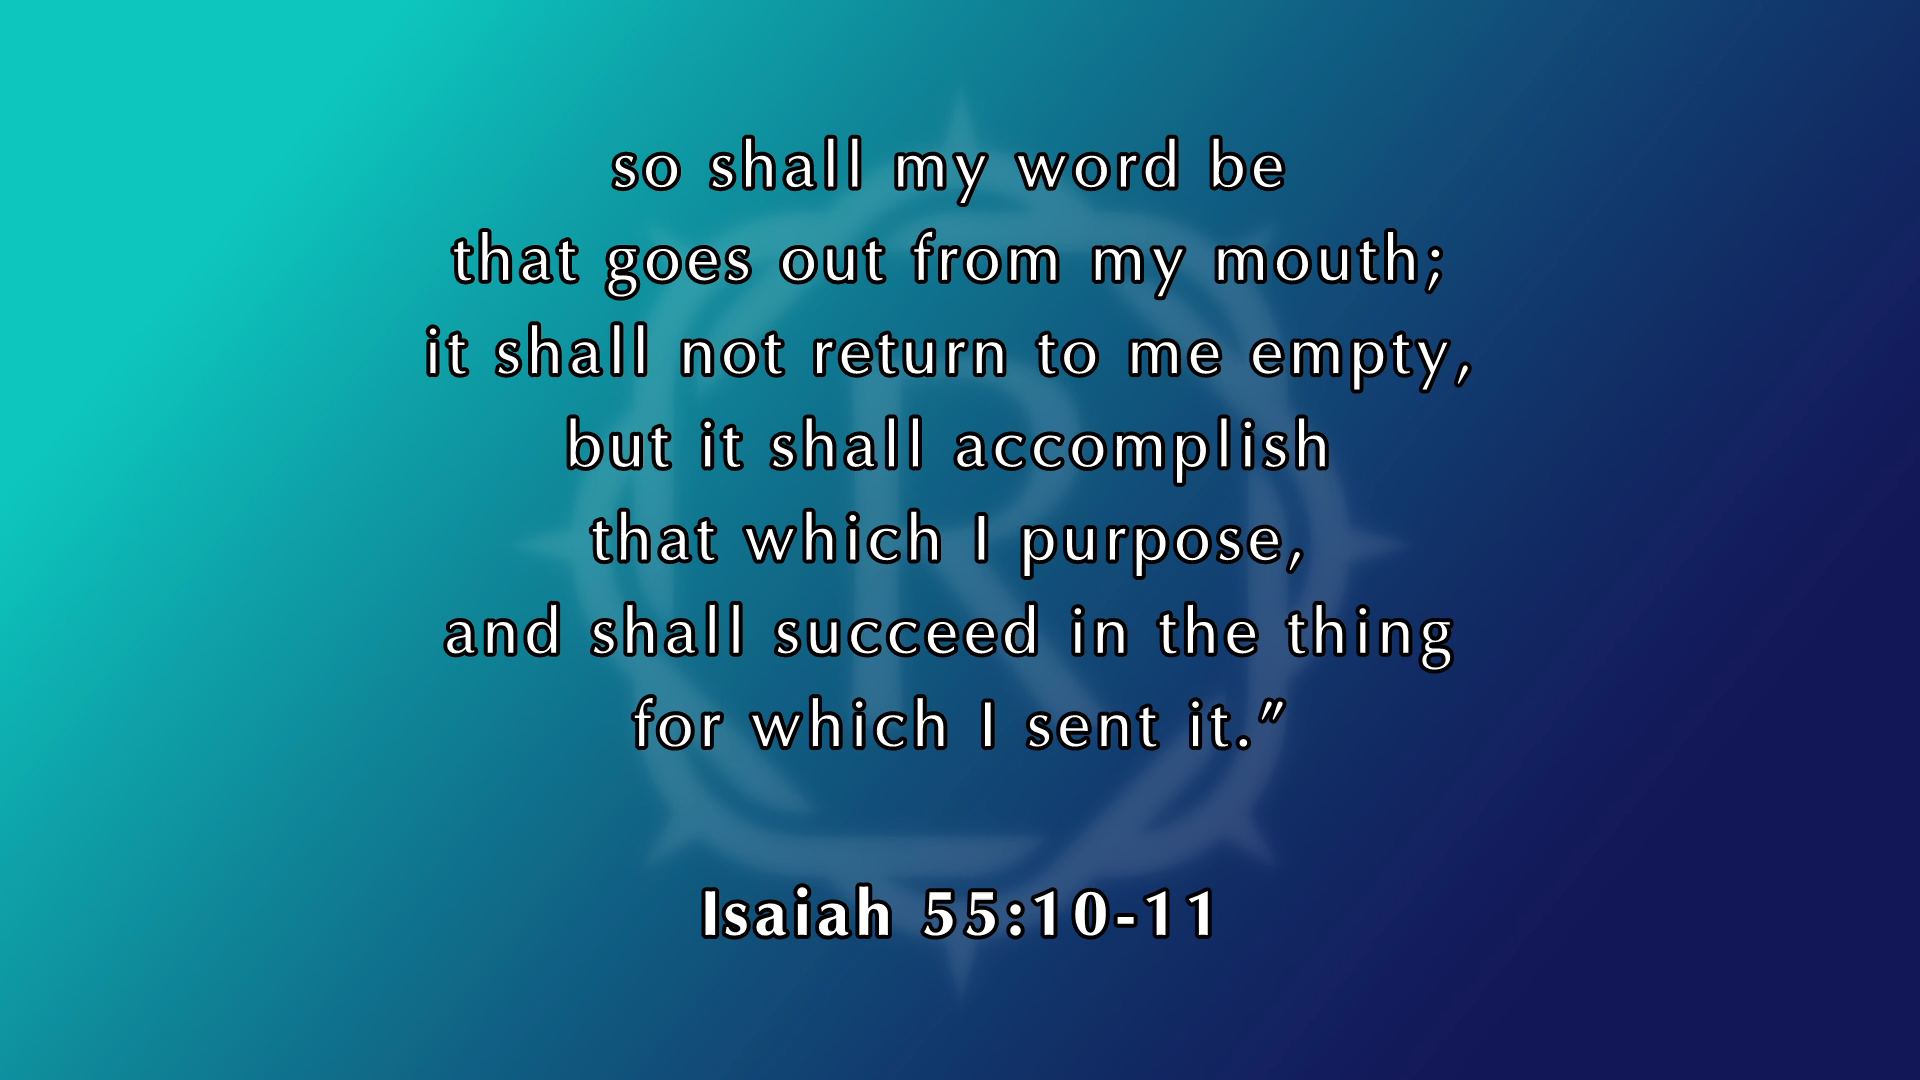 so shall my word be
that goes out from my mouth;
it shall not return to me empty,
but it shall accomplish
that which I purpose,
and shall succeed in the thing
for which I sent it.”
Isaiah 55:10-11
R